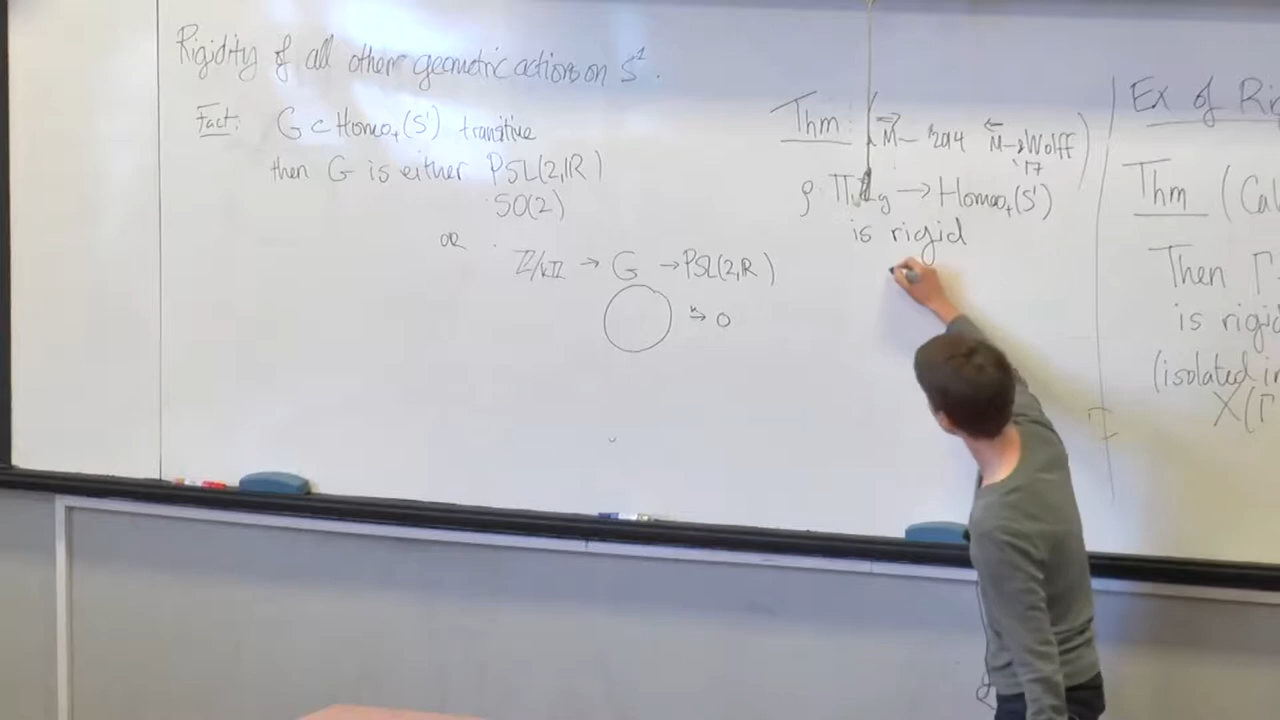 Rigidity of all other geometric actions on S¹.
Fact: G ⊂ Homeo₊(S¹) transitive
then G is either PSL(2,ℝ)
SO(2)
OR
ℤ/kℤ → G → PSL(2,ℝ)
k → O
Thm: M– '2014 M–Wolff '17)
ρ: π₁Σg → Homeo₊(S¹)
is rigid
Ex of Ri
Thm (Cal
Then Γ
is rigid
(isolated in
X(Γ